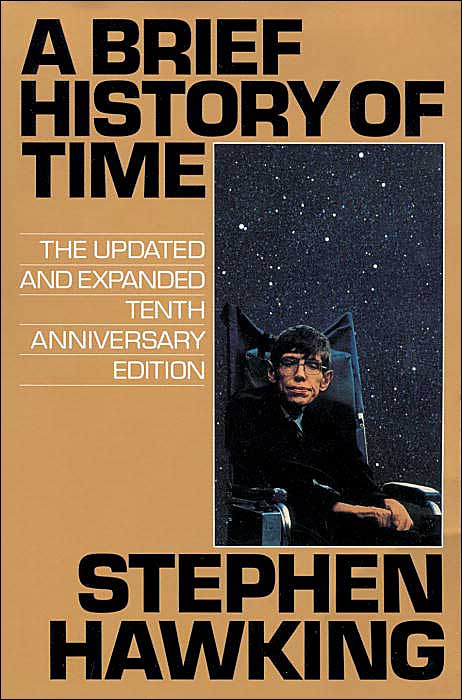 A BRIEF
HISTORY OF
TIME
THE UPDATED
AND EXPANDED
TENTH
ANNIVERSARY
EDITION
STEPHEN
HAWKING